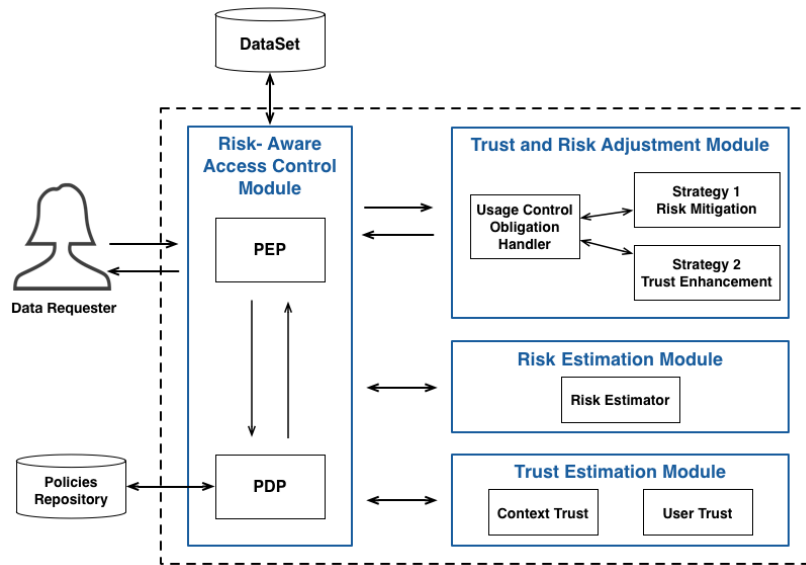 DataSet
Risk- Aware
Access Control
Module
PEP
PDP
Data Requester
Policies
Repository
Trust and Risk Adjustment Module
Usage Control
Obligation
Handler
Strategy 1
Risk Mitigation
Strategy 2
Trust Enhancement
Risk Estimation Module
Risk Estimator
Trust Estimation Module
Context Trust
User Trust